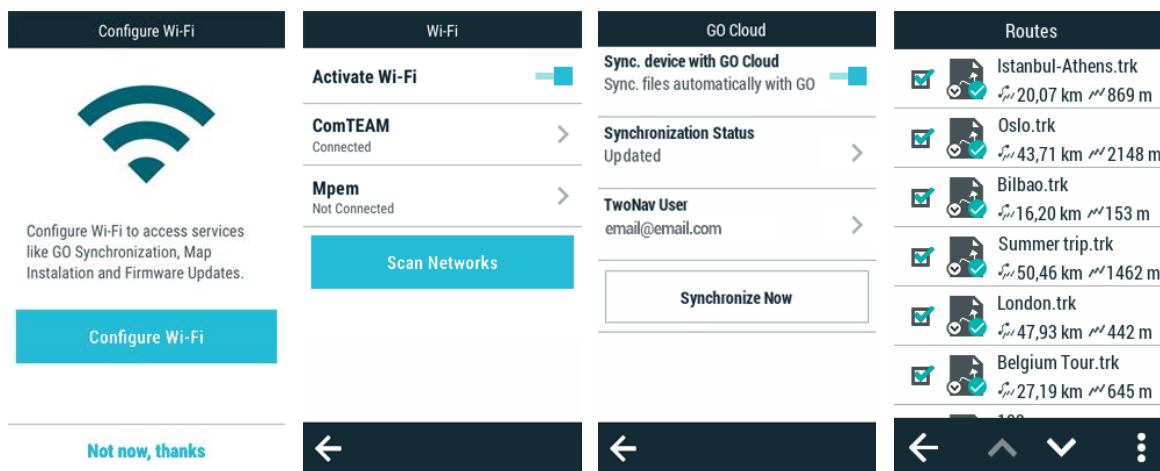 Configure Wi-Fi
Configure Wi-Fi to access services
like GO Synchronization, Map
Instalation and Firmware Updates.
Configure Wi-Fi
Not now, thanks
Wi-Fi
Activate Wi-Fi
ComTEAM
Connected
Mpem
Not Connected
Scan Networks
GO Cloud
Sync. device with GO Cloud
Sync. files automatically with GO
Synchronization Status
Updated
TwoNav User
email@email.com
Synchronize Now
Routes
Istanbul-Athens.trk
20,07 km 869 m
Oslo.trk
43,71 km 2148 m
Bilbao.trk
16,20 km 153 m
Summer trip.trk
50,46 km 1462 m
London.trk
47,93 km 442 m
Belgium Tour.trk
27,19 km 645 m